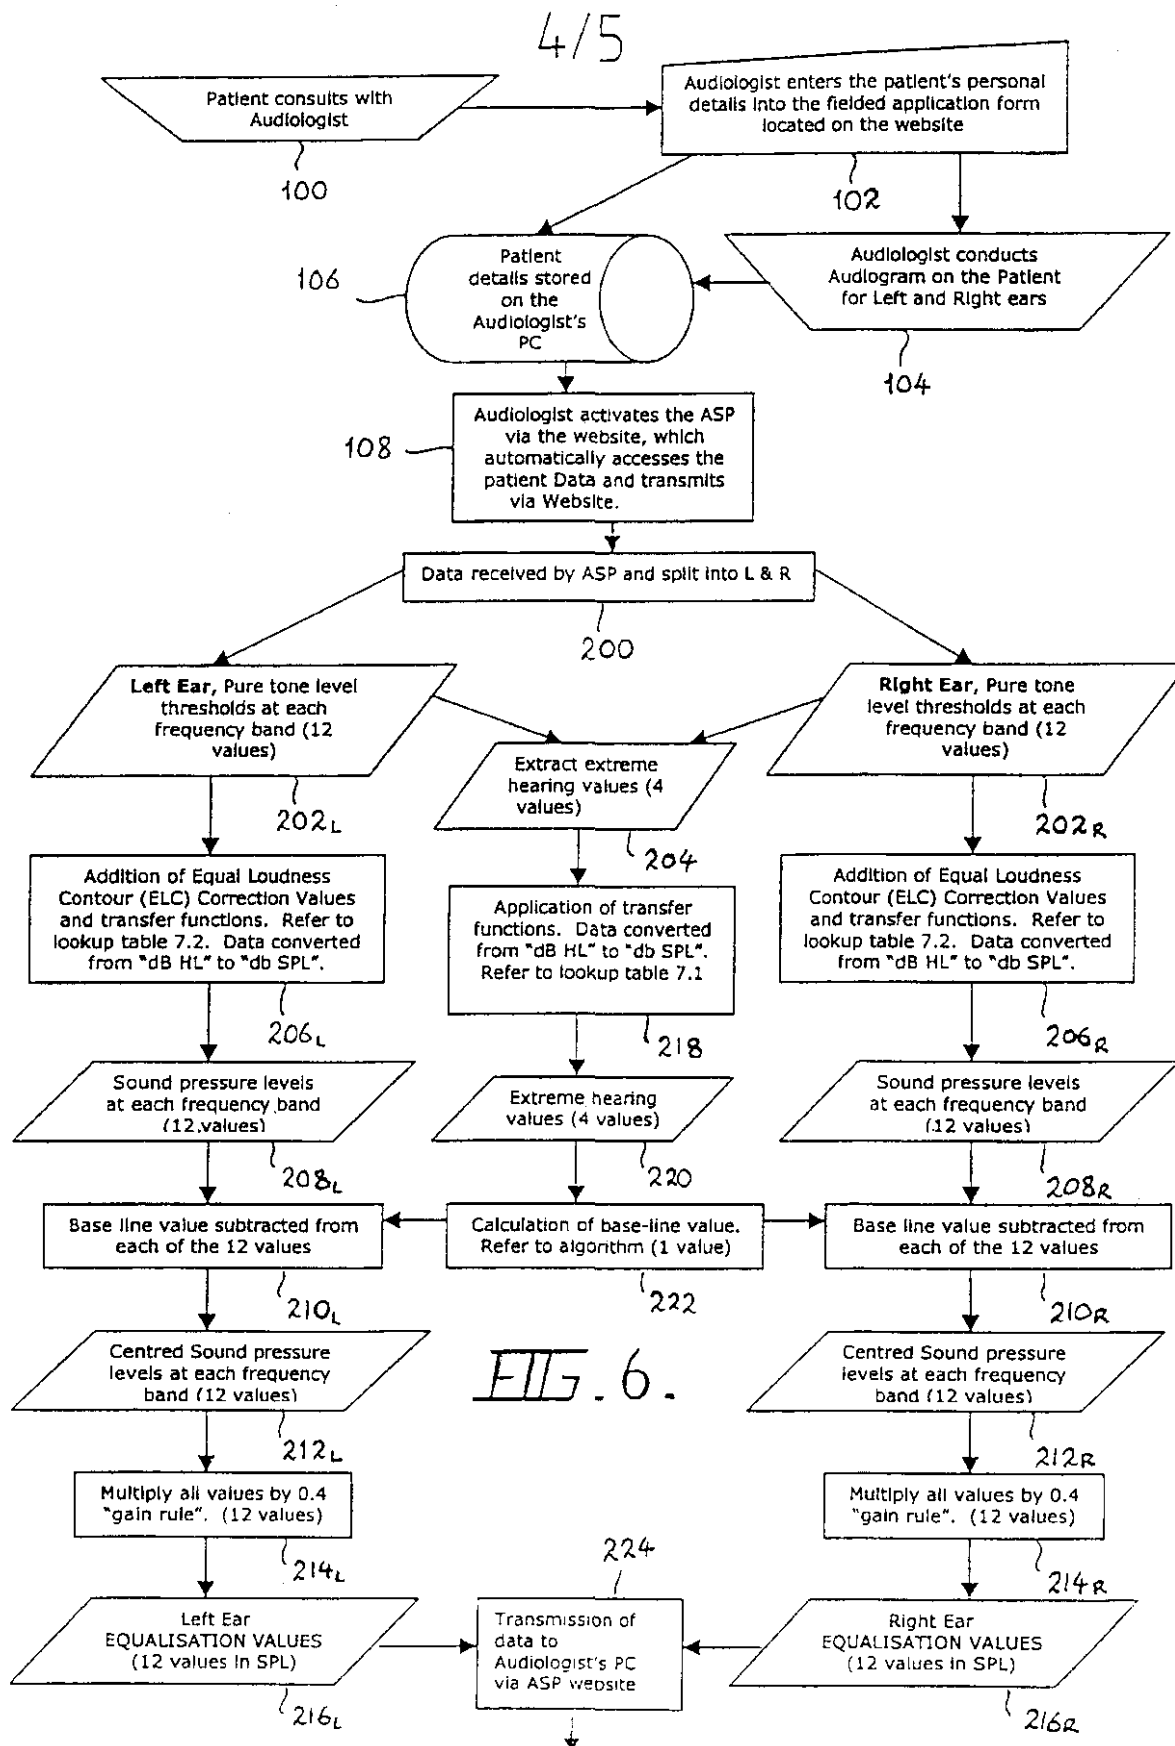 4/5
Patient consults with
Audiologist
100
Audiologist enters the patient's personal
details into the fielded application form
located on the website
102
Patient
details stored
on the
Audiologist's
PC
106
Audiologist conducts
Audiogram on the Patient
for Left and Right ears
104
Audiologist activates the ASP
via the website, which
automatically accesses the
patient Data and transmits
via Website.
108
Data received by ASP and split into L & R
200
Left Ear, Pure tone level
thresholds at each
frequency band (12
values)
202L
Right Ear, Pure tone
level thresholds at each
frequency band (12
values)
202R
Extract extreme
hearing values (4
values)
204
Addition of Equal Loudness
Contour (ELC) Correction Values
and transfer functions. Refer to
lookup table 7.2. Data converted
from "dB HL" to "db SPL".
206L
Application of transfer
functions. Data converted
from "dB HL" to "db SPL".
Refer to lookup table 7.1
218
Addition of Equal Loudness
Contour (ELC) Correction Values
and transfer functions. Refer to
lookup table 7.2. Data converted
from "dB HL" to "db SPL".
206R
Sound pressure levels
at each frequency band
(12 values)
208L
Extreme hearing
values (4 values)
220
Sound pressure levels
at each frequency band
(12 values)
208R
Base line value subtracted from
each of the 12 values
210L
Calculation of base-line value.
Refer to algorithm (1 value)
222
Base line value subtracted from
each of the 12 values
210R
Centred Sound pressure
levels at each frequency
band (12 values)
212L
FIG. 6.
Centred Sound pressure
levels at each frequency
band (12 values)
212R
Multiply all values by 0.4
"gain rule". (12 values)
214L
Multiply all values by 0.4
"gain rule". (12 values)
214R
Left Ear
EQUALISATION VALUES
(12 values in SPL)
216L
224
Transmission of
data to
Audiologist's PC
via ASP website
Right Ear
EQUALISATION VALUES
(12 values in SPL)
216R